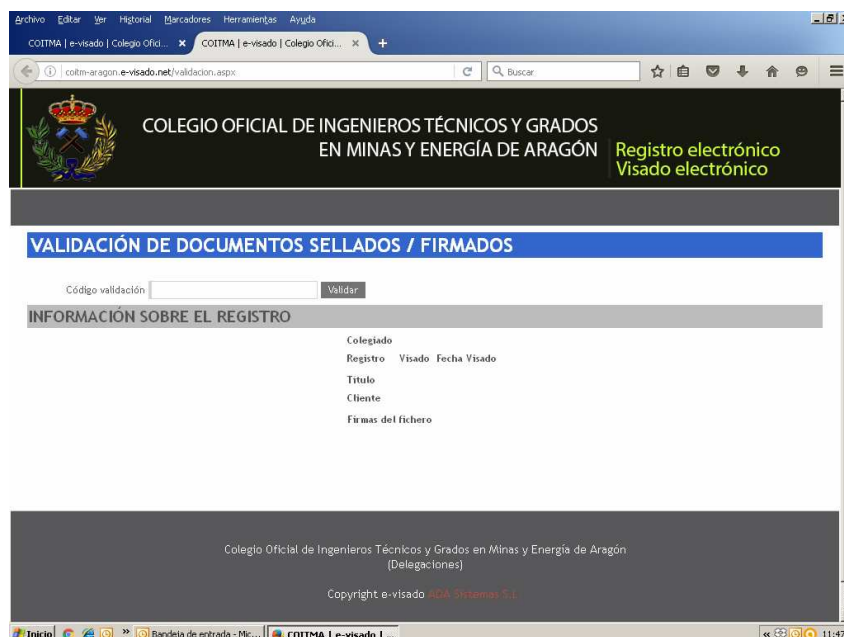 Archivo Editar Ver Historial Marcadores Herramientas Ayuda
COITMA | e-visado | Colegio Ofici... × COITMA | e-visado | Colegio Ofici... × +
coitm-aragon.e-visado.net/validacion.aspx Buscar
COLEGIO OFICIAL DE INGENIEROS TÉCNICOS Y GRADOS
EN MINAS Y ENERGÍA DE ARAGÓN
Registro electrónico
Visado electrónico
VALIDACIÓN DE DOCUMENTOS SELLADOS / FIRMADOS
Código validación Validar
INFORMACIÓN SOBRE EL REGISTRO
Colegiado
Registro Visado Fecha Visado
Título
Cliente
Firmas del fichero
Colegio Oficial de Ingenieros Técnicos y Grados en Minas y Energía de Aragón
(Delegaciones)
Copyright e-visado ADA Sistemas S.L.
Inicio » Bandeja de entrada - Mic... COITMA | e-visado | ... « 11:47